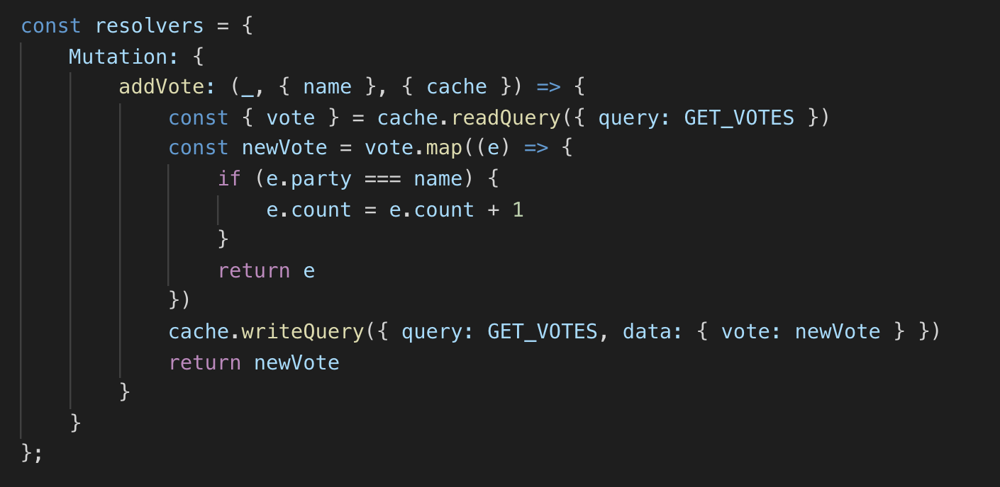 const resolvers = {
    Mutation: {
        addVote: (_, { name }, { cache }) => {
            const { vote } = cache.readQuery({ query: GET_VOTES })
            const newVote = vote.map((e) => {
                if (e.party === name) {
                    e.count = e.count + 1
                }
                return e
            })
            cache.writeQuery({ query: GET_VOTES, data: { vote: newVote } })
            return newVote
        }
    }
};